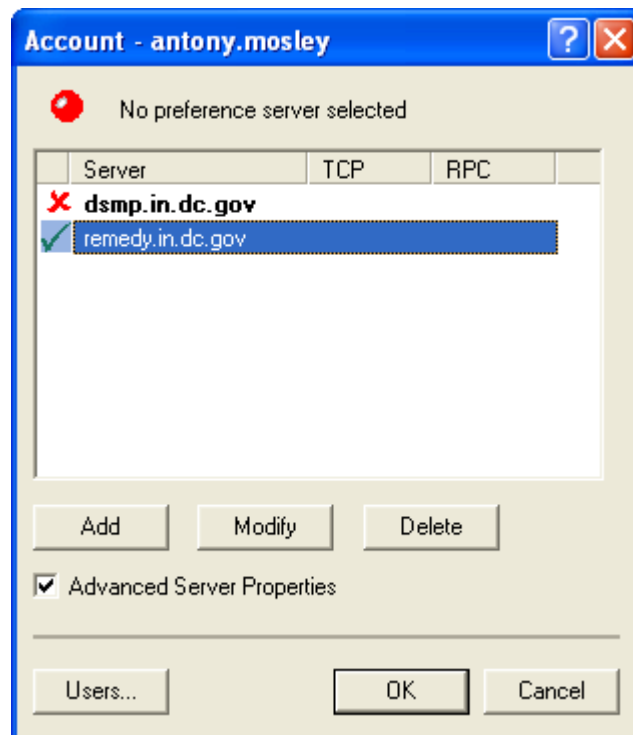 Account - antony.mosley
No preference server selected
Server TCP RPC
dsmp.in.dc.gov
remedy.in.dc.gov
Add Modify Delete
Advanced Server Properties
Users... OK Cancel